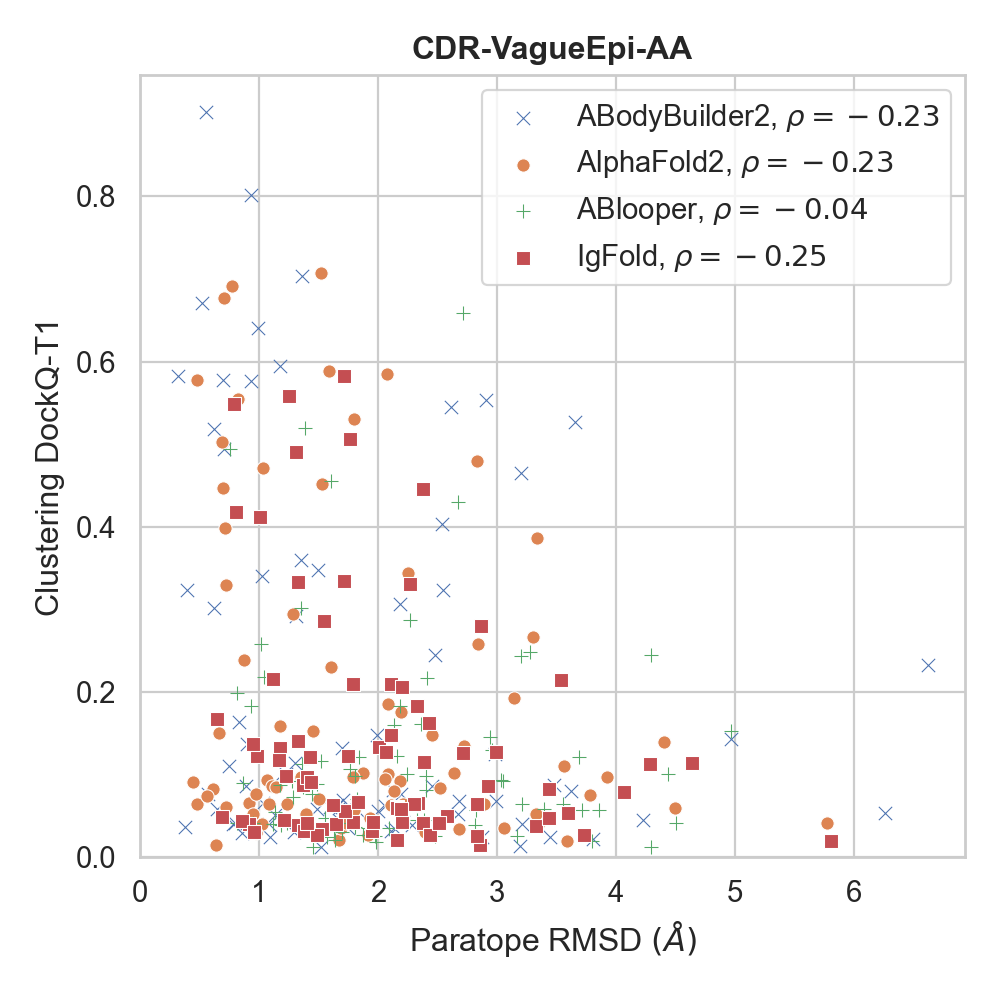 CDR-VagueEpi-AA
ABodyBuilder2, ρ = −0.23
AlphaFold2, ρ = −0.23
ABlooper, ρ = −0.04
IgFold, ρ = −0.25
Clustering DockQ-T1
0.8
0.6
0.4
0.2
0.0
0 1 2 3 4 5 6
Paratope RMSD (Å)